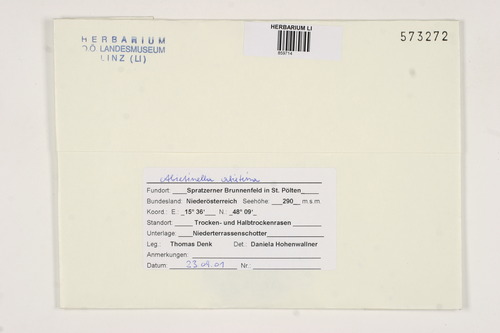 HERBARIUM
O.Ö. LANDESMUSEUM
LINZ (LI)
HERBARIUM LI
859714
573272
Abietinella abietina
Fundort: Spratzerner Brunnenfeld in St. Pölten
Bundesland: Niederösterreich Seehöhe: 290 m.s.m.
Koord.: E.: 15° 36' N.: 48° 09'
Standort: Trocken- und Halbtrockenrasen
Unterlage: Niederterrassenschotter
Leg.: Thomas Denk Det.: Daniela Hohenwallner
Anmerkungen:
Datum: 23.09.01 Nr.: